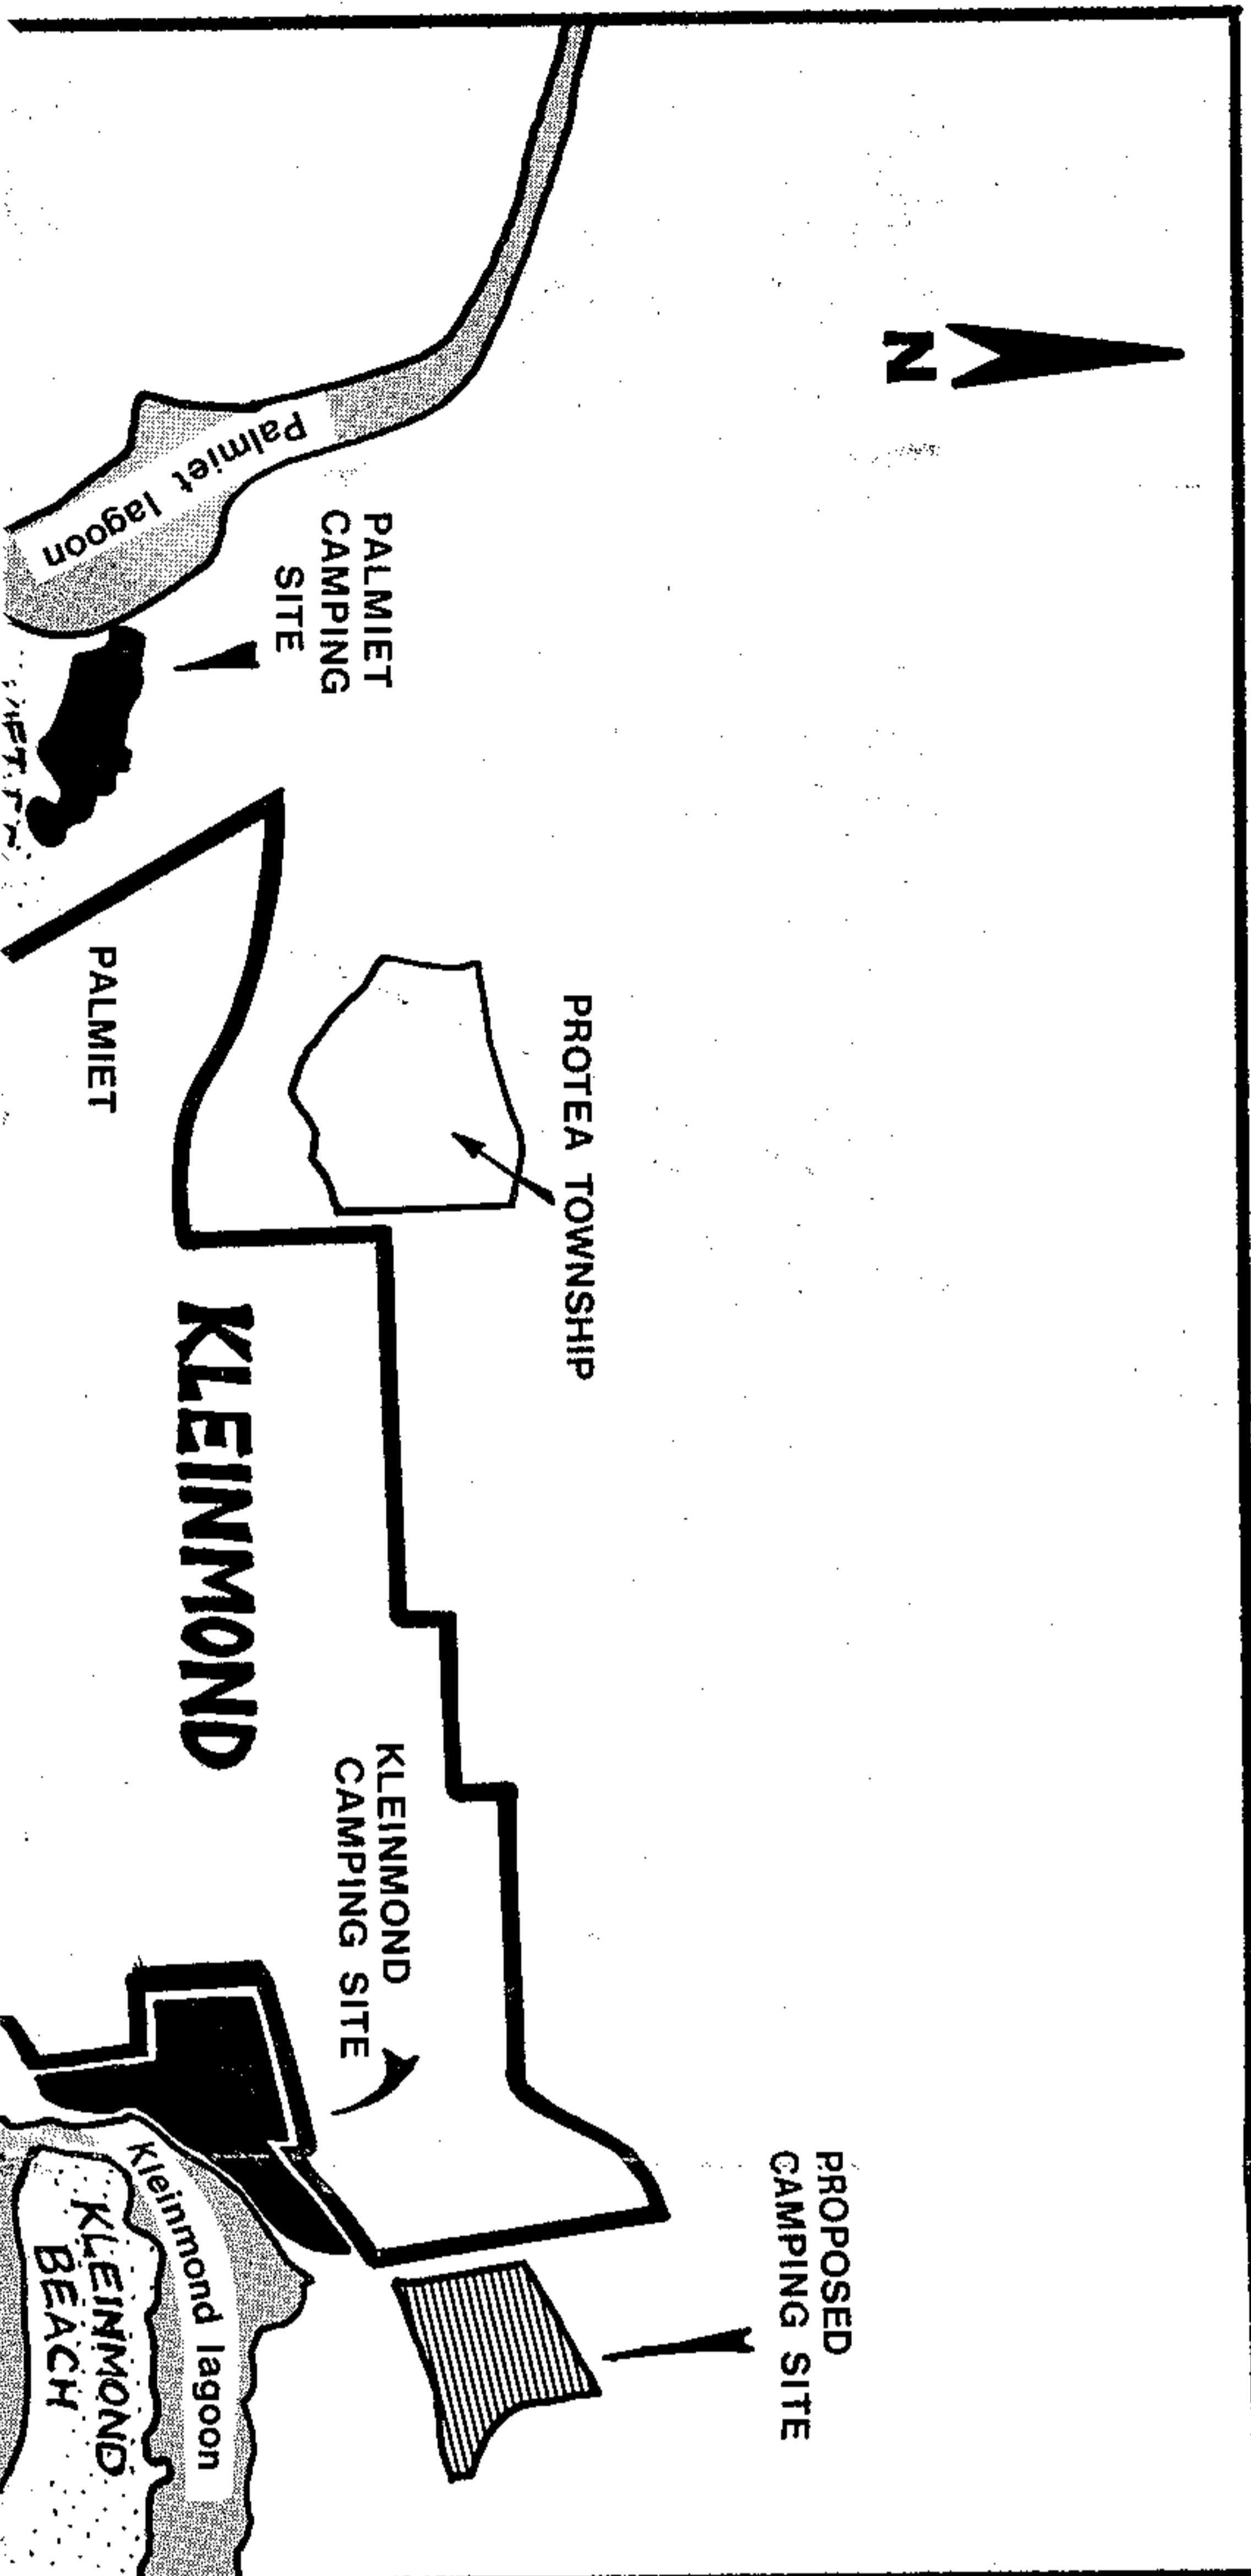 N
Palmiet lagoon
PALMIET
CAMPING
SITE
PROTEA TOWNSHIP
PALMIET
KLEINMOND
KLEINMOND
CAMPING SITE
PROPOSED
CAMPING SITE
Kleinmond lagoon
KLEINMOND
BEACH